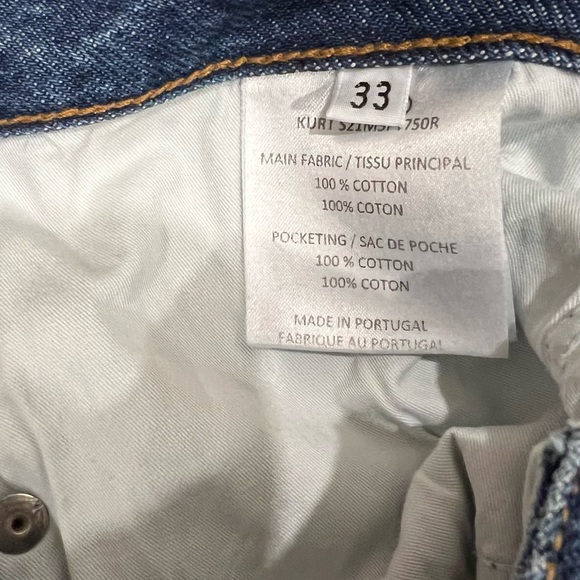 33
KURT
MAIN FABRIC / TISSU PRINCIPAL
100 % COTTON
100% COTON
POCKETING / SAC DE POCHE
100 % COTTON
100% COTON
MADE IN PORTUGAL
FABRIQUE AU PORTUGAL